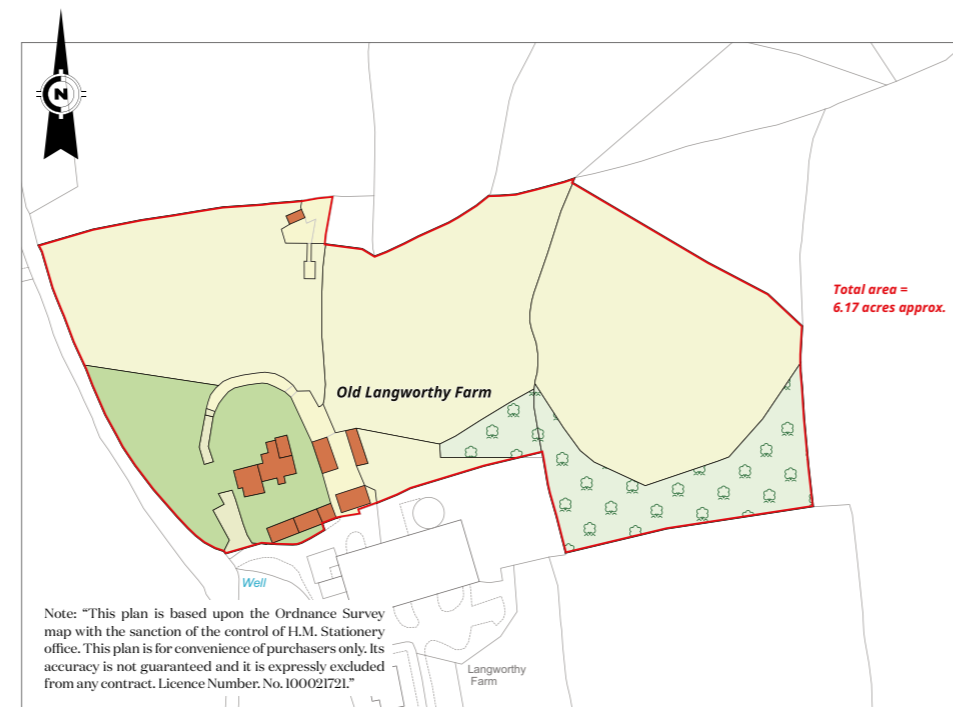 N
Total area =
6.17 acres approx.
Old Langworthy Farm
Well
Note: “This plan is based upon the Ordnance Survey
map with the sanction of the control of H.M. Stationery
office. This plan is for convenience of purchasers only. Its
accuracy is not guaranteed and it is expressly excluded
from any contract. Licence Number. No. 100021721.”
Langworthy
Farm